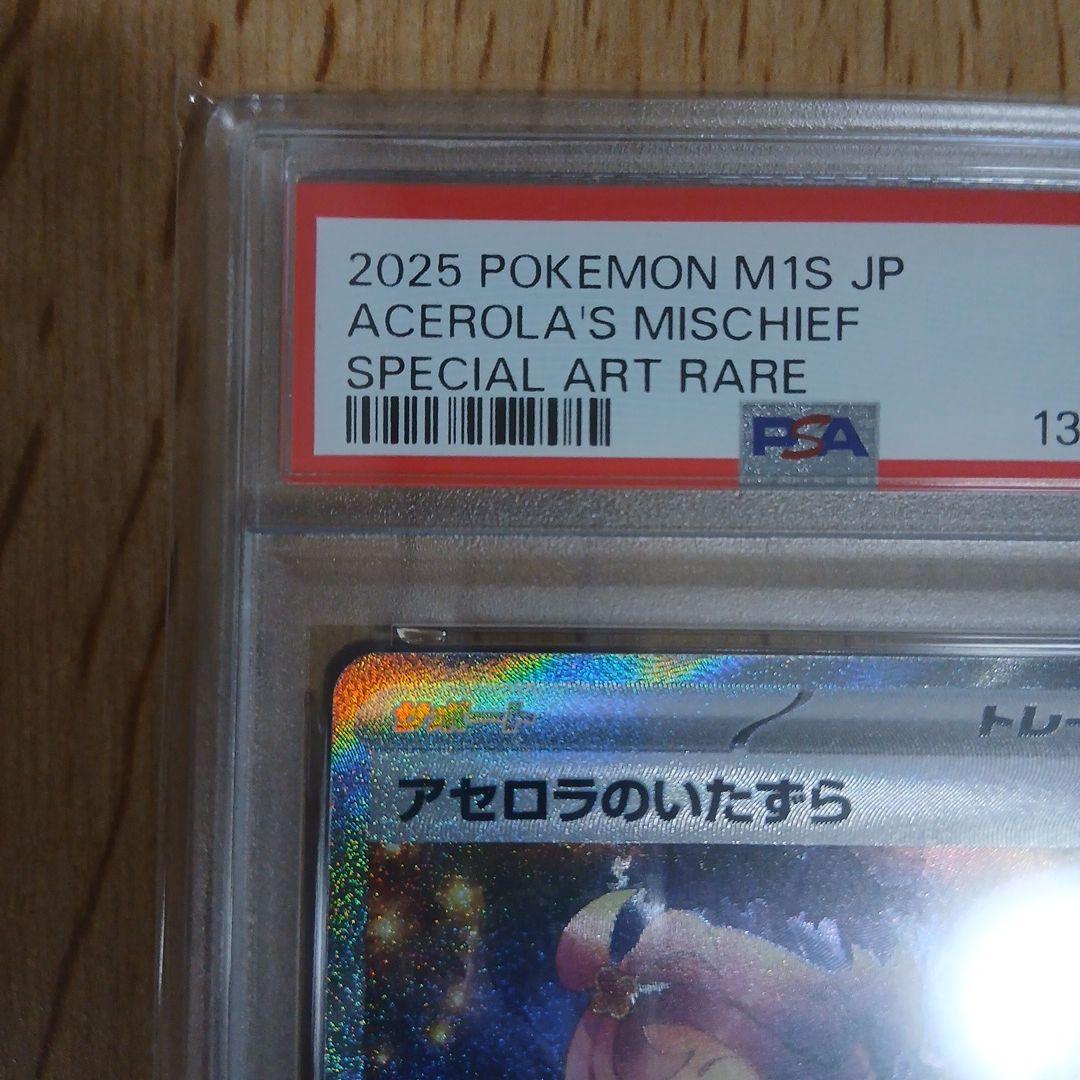 2025 POKEMON M1S JP
ACEROLA'S MISCHIEF
SPECIAL ART RARE
PSA
13
サポート
トレー
アセロラのいたずら